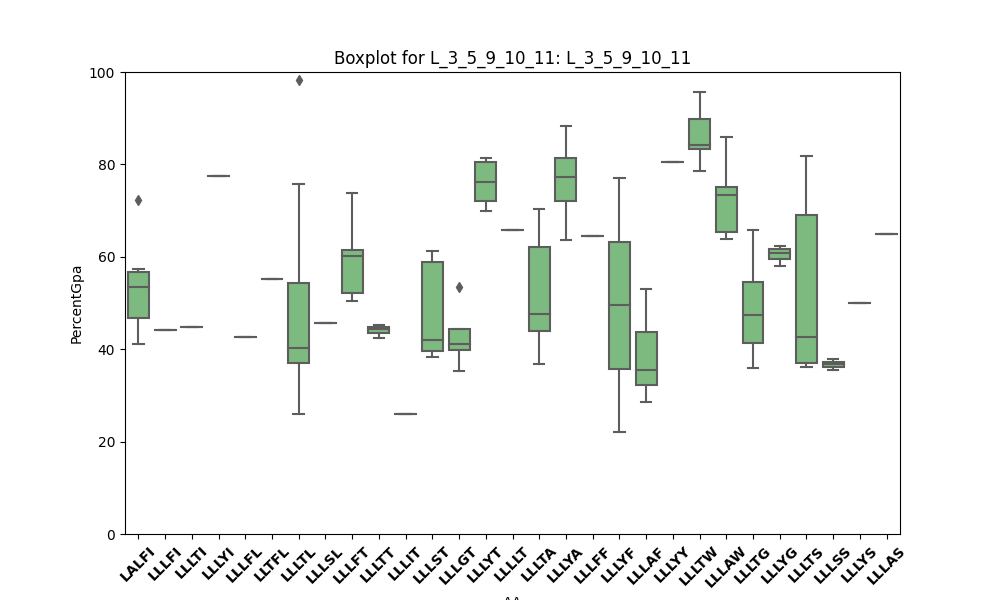 Boxplot for L_3_5_9_10_11: L_3_5_9_10_11
100
80
60
40
20
0
PercentGpa
LALFI LLLFI LLLTI LLLYI LLLFL LLTFL LLLTL LLLSL LLLFT LLLTT LLLIT LLLST LLLGT LLLYT LLLLT LLLTA LLLYA LLLFF LLLYF LLLAF LLLYY LLLTW LLLAW LLLTG LLLYG LLLTS LLLSS LLLYS LLLAS
AA